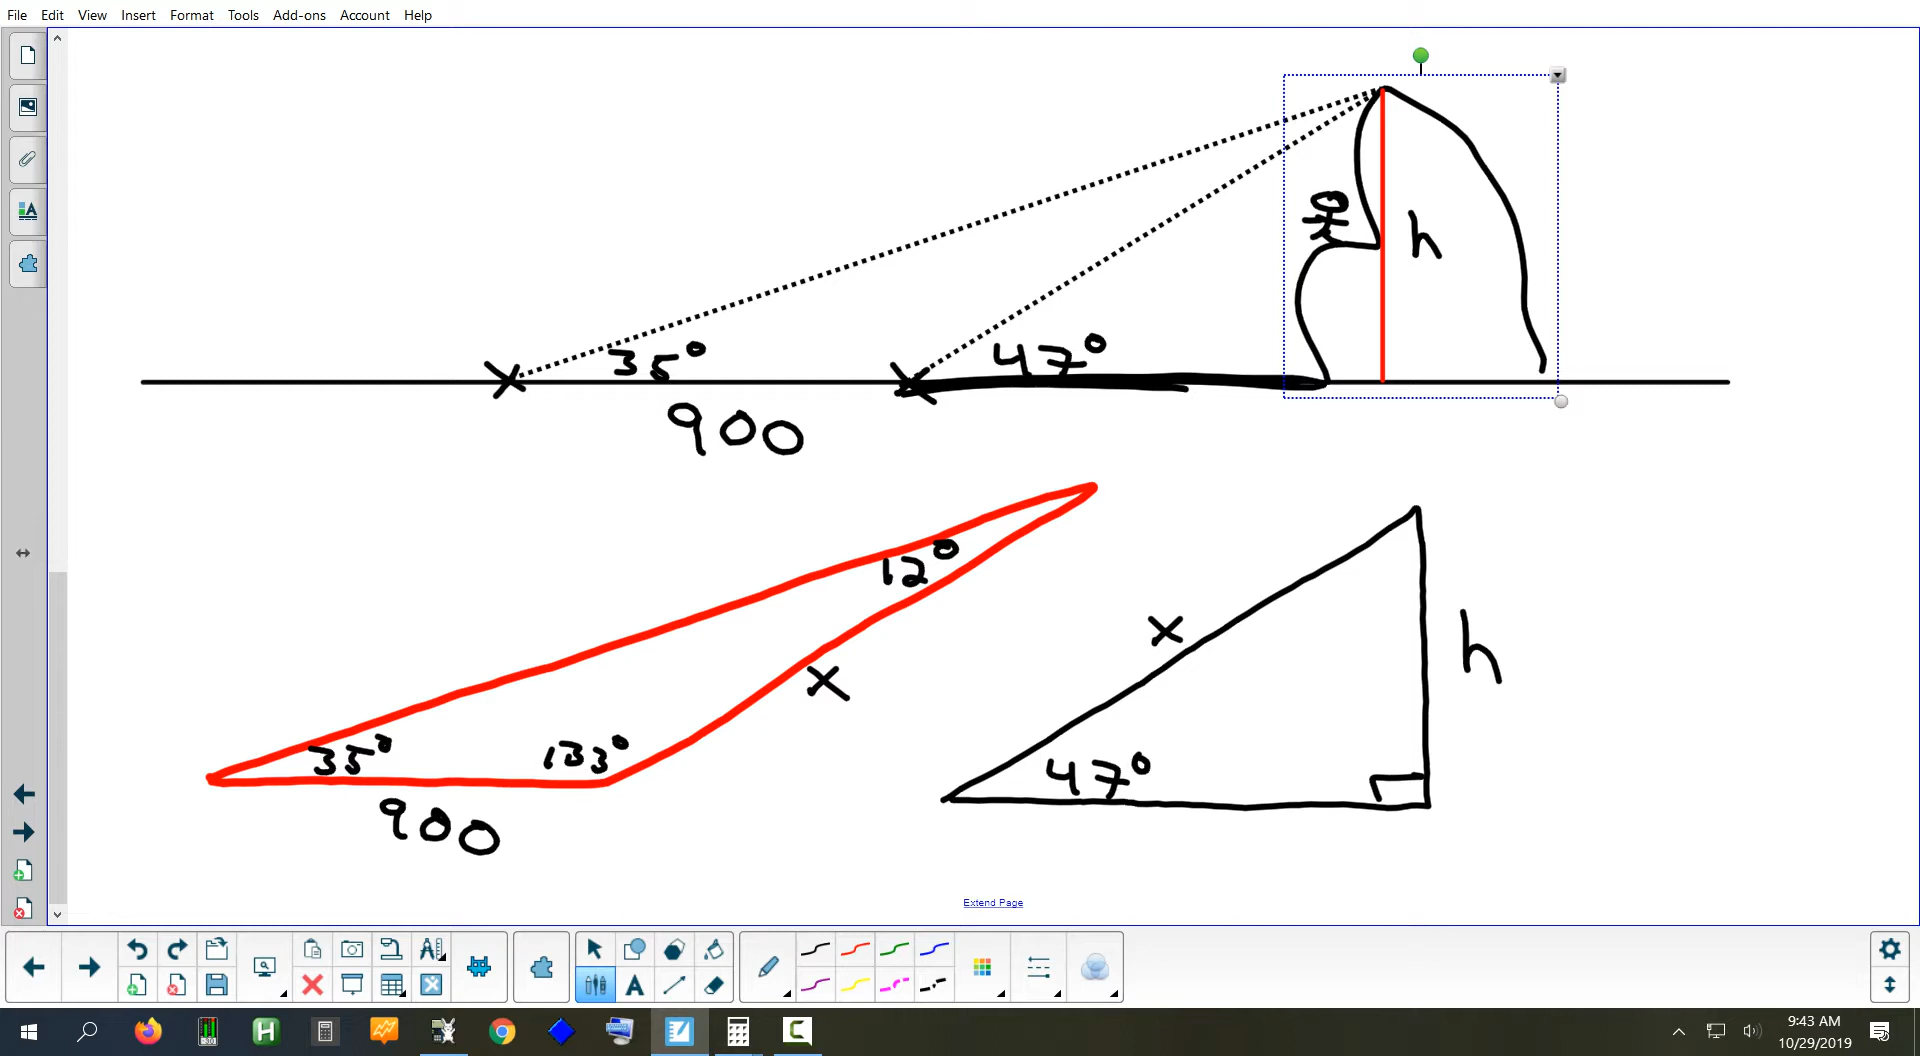 File Edit View Insert Format Tools Add-ons Account Help
h
35° 47°
900
12°
x x h
35° 133° 47°
900
Extend Page
9:43 AM
10/29/2019